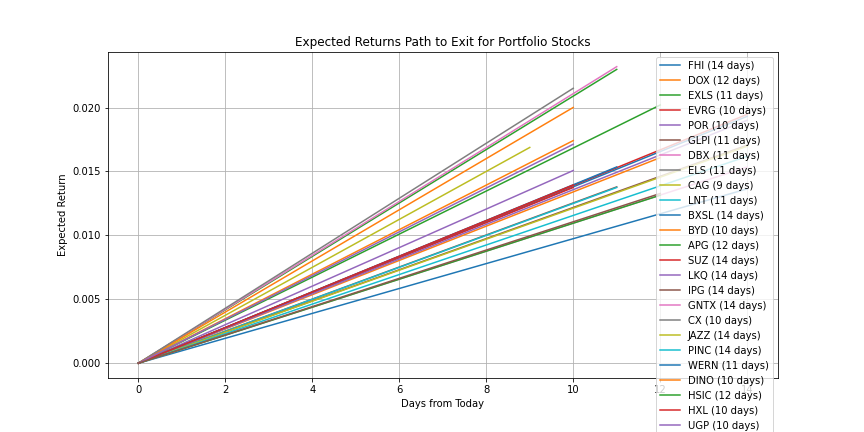 Expected Returns Path to Exit for Portfolio Stocks
Expected Return
0.020
0.015
0.010
0.005
0.000
0
2
4
6
8
10
12
14
Days from Today
FHI (14 days)
DOX (12 days)
EXLS (11 days)
EVRG (10 days)
POR (10 days)
GLPI (11 days)
DBX (11 days)
ELS (11 days)
CAG (9 days)
LNT (11 days)
BXSL (14 days)
BYD (10 days)
APG (12 days)
SUZ (14 days)
LKQ (14 days)
IPG (14 days)
GNTX (14 days)
CX (10 days)
JAZZ (14 days)
PINC (14 days)
WERN (11 days)
DINO (10 days)
HSIC (12 days)
HXL (10 days)
UGP (10 days)